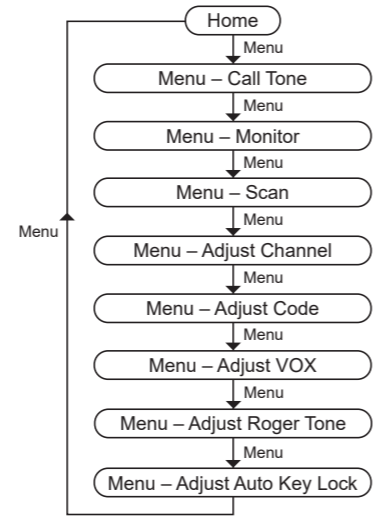 Home
Menu
Menu – Call Tone
Menu
Menu – Monitor
Menu
Menu – Scan
Menu
Menu
Menu – Adjust Channel
Menu
Menu – Adjust Code
Menu
Menu – Adjust VOX
Menu
Menu – Adjust Roger Tone
Menu
Menu – Adjust Auto Key Lock